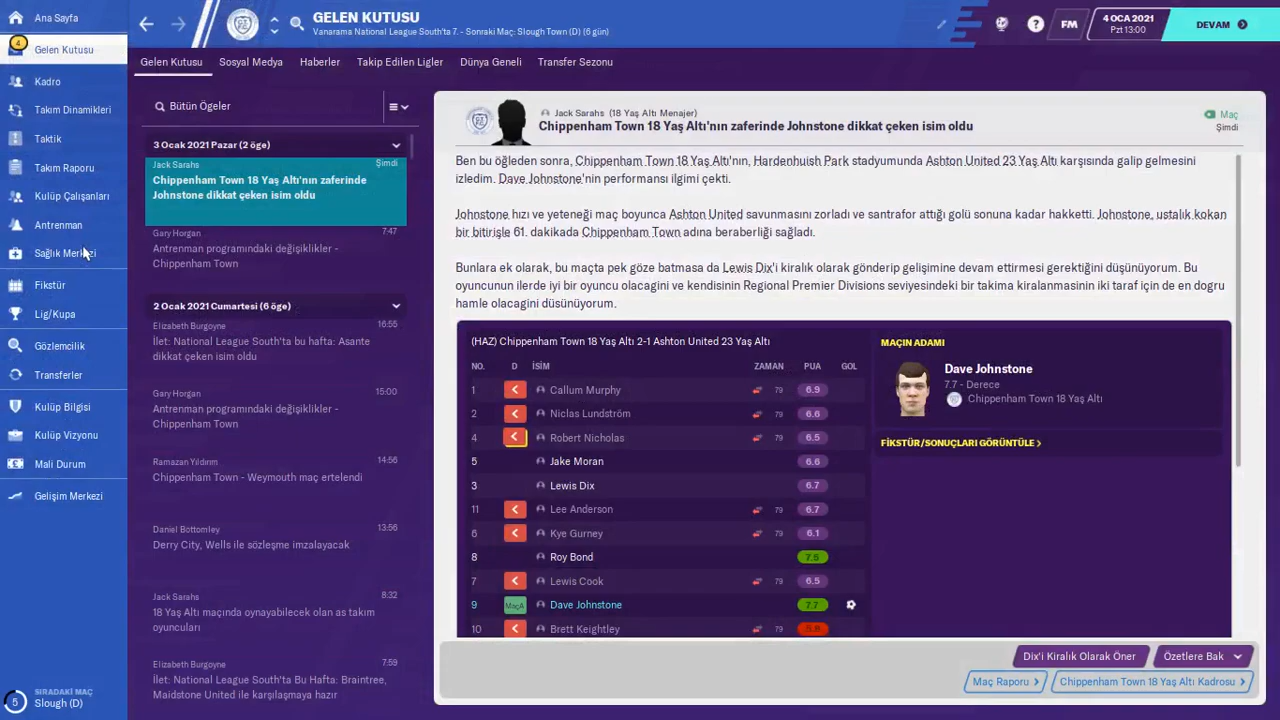 Ana Sayfa
4
Gelen Kutusu
Kadro
Takım Dinamikleri
Taktik
Takım Raporu
Kulüp Çalışanları
Antrenman
Sağlık Merkezi
Fikstür
Lig/Kupa
Gözlemcilik
Transferler
Kulüp Bilgisi
Kulüp Vizyonu
Mali Durum
Gelişim Merkezi
5
SIRADAKİ MAÇ
Slough (D)
GELEN KUTUSU
Vanarama National League South'ta 7. - Sonraki Maç: Slough Town (D) (6 gün)
?
FM
4 OCA 2021
Pzt 13:00
DEVAM
Gelen Kutusu Sosyal Medya Haberler Takip Edilen Ligler Dünya Geneli Transfer Sezonu
Bütün Ögeler
3 Ocak 2021 Pazar (2 öge)
Jack Sarahs Şimdi
Chippenham Town 18 Yaş Altı'nın zaferinde
Johnstone dikkat çeken isim oldu
Gary Horgan 7:47
Antrenman programındaki değişiklikler -
Chippenham Town
2 Ocak 2021 Cumartesi (6 öge)
Elizabeth Burgoyne 16:55
İlet: National League South'ta bu hafta: Asante
dikkat çeken isim oldu
Gary Horgan 15:00
Antrenman programındaki değişiklikler -
Chippenham Town
Ramazan Yıldırım 14:56
Chippenham Town - Weymouth maç ertelendi
Daniel Bottomley 13:56
Derry City, Wells ile sözleşme imzalayacak
Jack Sarahs 8:32
18 Yaş Altı maçında oynayabilecek olan as takım
oyuncuları
Elizabeth Burgoyne 7:59
İlet: National League South'ta Bu Hafta: Braintree,
Maidstone United ile karşılaşmaya hazır
Jack Sarahs (18 Yaş Altı Menajer)
Chippenham Town 18 Yaş Altı'nın zaferinde Johnstone dikkat çeken isim oldu
Maç
Şimdi
Ben bu öğleden sonra, Chippenham Town 18 Yaş Altı'nın, Hardenhuish Park stadyumunda Ashton United 23 Yaş Altı karşısında galip gelmesini
izledim. Dave Johnstone'nin performansı ilgimi çekti.
Johnstone hızı ve yeteneği maç boyunca Ashton United savunmasını zorladı ve santrafor attığı golü sonuna kadar hakketti. Johnstone, ustalık kokan
bir bitirişle 61. dakikada Chippenham Town adına beraberliği sağladı.
Bunlara ek olarak, bu maçta pek göze batmasa da Lewis Dix'i kiralık olarak gönderip gelişimine devam ettirmesi gerektiğini düşünüyorum. Bu
oyuncunun ilerde iyi bir oyuncu olacagini ve kendisinin Regional Premier Divisions seviyesindeki bir takima kiralanmasinin iki taraf için de en dogru
hamle olacagini düsünüyorum.
(HAZ) Chippenham Town 18 Yaş Altı 2-1 Ashton United 23 Yaş Altı
NO. D İSİM ZAMAN PUA GOL
1 Callum Murphy 79 6.9
2 Niclas Lundström 79 6.6
4 Robert Nicholas 79 6.5
5 Jake Moran 6.6
3 Lewis Dix 6.7
11 Lee Anderson 79 6.7
6 Kye Gurney 79 6.1
8 Roy Bond 7.5
7 Lewis Cook 79 6.5
9 MaçA Dave Johnstone 7.7
10 Brett Keightley 79
MAÇIN ADAMI
Dave Johnstone
7.7 - Derece
Chippenham Town 18 Yaş Altı
FİKSTÜR/SONUÇLARI GÖRÜNTÜLE >
Dix'i Kiralık Olarak Öner
Özetlere Bak
Maç Raporu >
Chippenham Town 18 Yaş Altı Kadrosu >